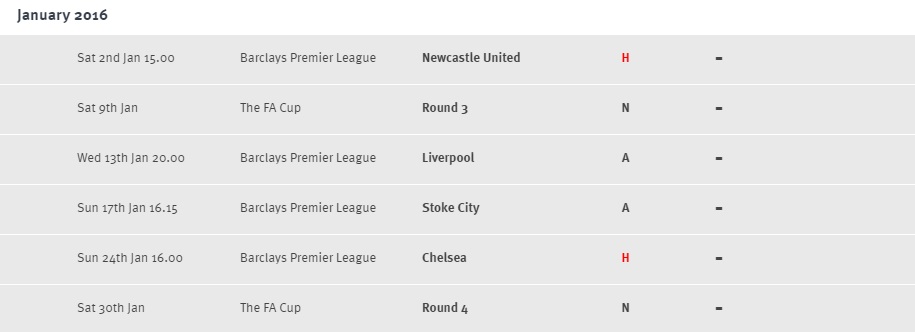 January 2016
Sat 2nd Jan 15.00 Barclays Premier League Newcastle United H -
Sat 9th Jan The FA Cup Round 3 N -
Wed 13th Jan 20.00 Barclays Premier League Liverpool A -
Sun 17th Jan 16.15 Barclays Premier League Stoke City A -
Sun 24th Jan 16.00 Barclays Premier League Chelsea H -
Sat 30th Jan The FA Cup Round 4 N -